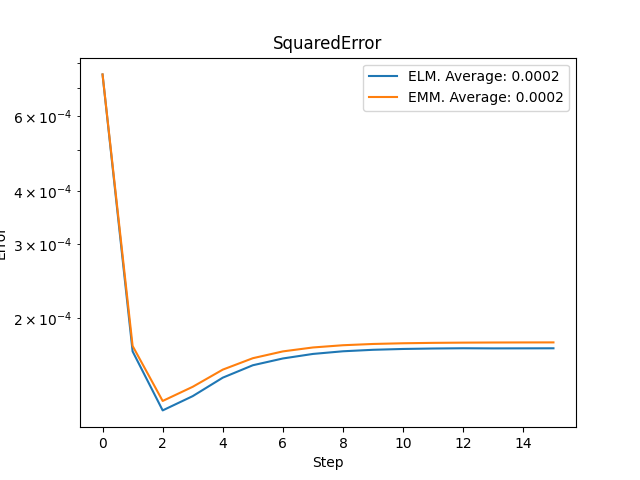 SquaredError
ELM. Average: 0.0002
EMM. Average: 0.0002
6 × 10⁻⁴
4 × 10⁻⁴
3 × 10⁻⁴
2 × 10⁻⁴
Error
0 2 4 6 8 10 12 14
Step